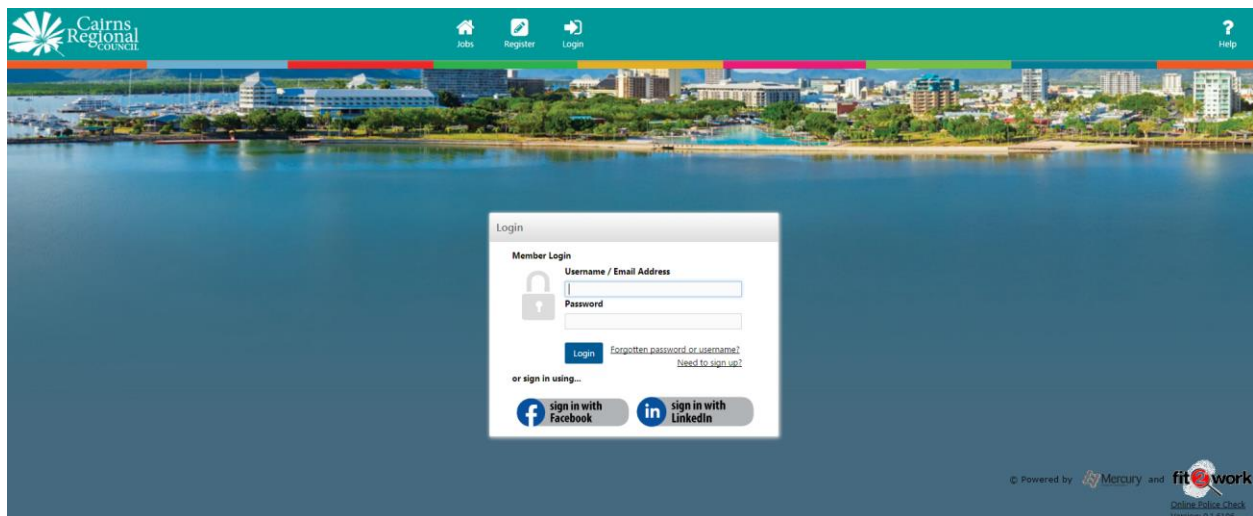 Cairns
Regional
COUNCIL
Jobs
Register
Login
?
Help
Login
Member Login
Username / Email Address
Password
Login
Forgotten password or username?
Need to sign up?
or sign in using...
f sign in with
Facebook
in sign in with
LinkedIn
© Powered by Mercury and fit2work
Online Police Check